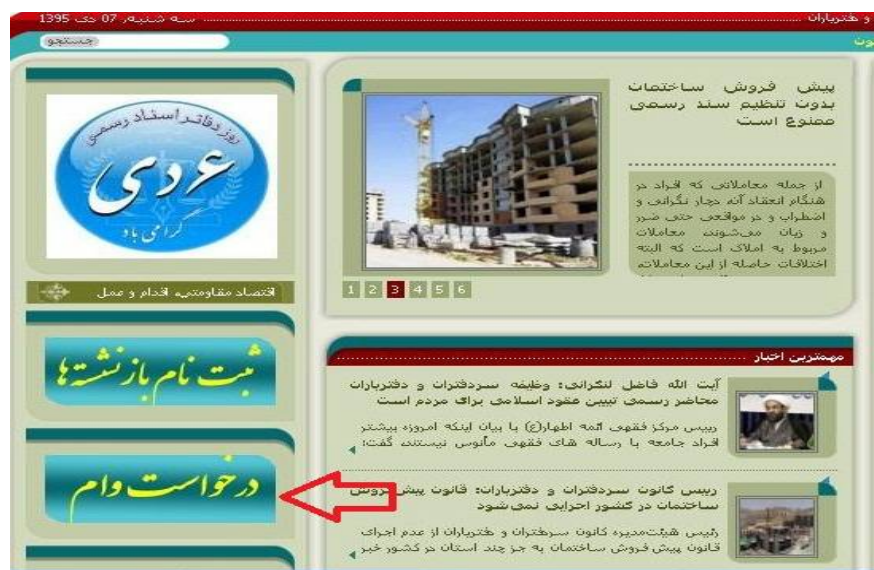 و دفتریاران
سه شنبه, 07 دی 1395
جستجو
پیش فروش ساختمان
بدون تنظیم سند رسمی
ممنوع است
از جمله معاملاتی که افراد در
هنگام انعقاد آن، دچار نگرانی و
اضطراب و در مواقعی حتی ضرر
و زیان می‌شوند، معاملات
مربوط به املاک است که البته
اختلافات حاصله از این معاملات،
1 2 3 4 5 6
روز دفاتر اسناد رسمی
۶ دی
گرامی باد
اقتصاد مقاومتی، اقدام و عمل
ثبت نام بازنشسته ها
درخواست وام
مهمترین اخبار
آیت الله فاضل لنکرانی: وظیفه سردفتران و دفتریاران
محاضر رسمی تبیین عقود اسلامی برای مردم است
رییس مرکز فقهی ائمه اطهار(ع) با بیان اینکه امروزه بیشتر
افراد جامعه با رساله های فقهی مأنوس نیستند، گفت:
رییس کانون سردفتران و دفتریاران: قانون پیش فروش
ساختمان در کشور اجرایی نمی شود
رئیس هیئت‌مدیره کانون سردفتران و دفتریاران از عدم اجرای
قانون پیش فروش ساختمان به جز چند استان در کشور خبر